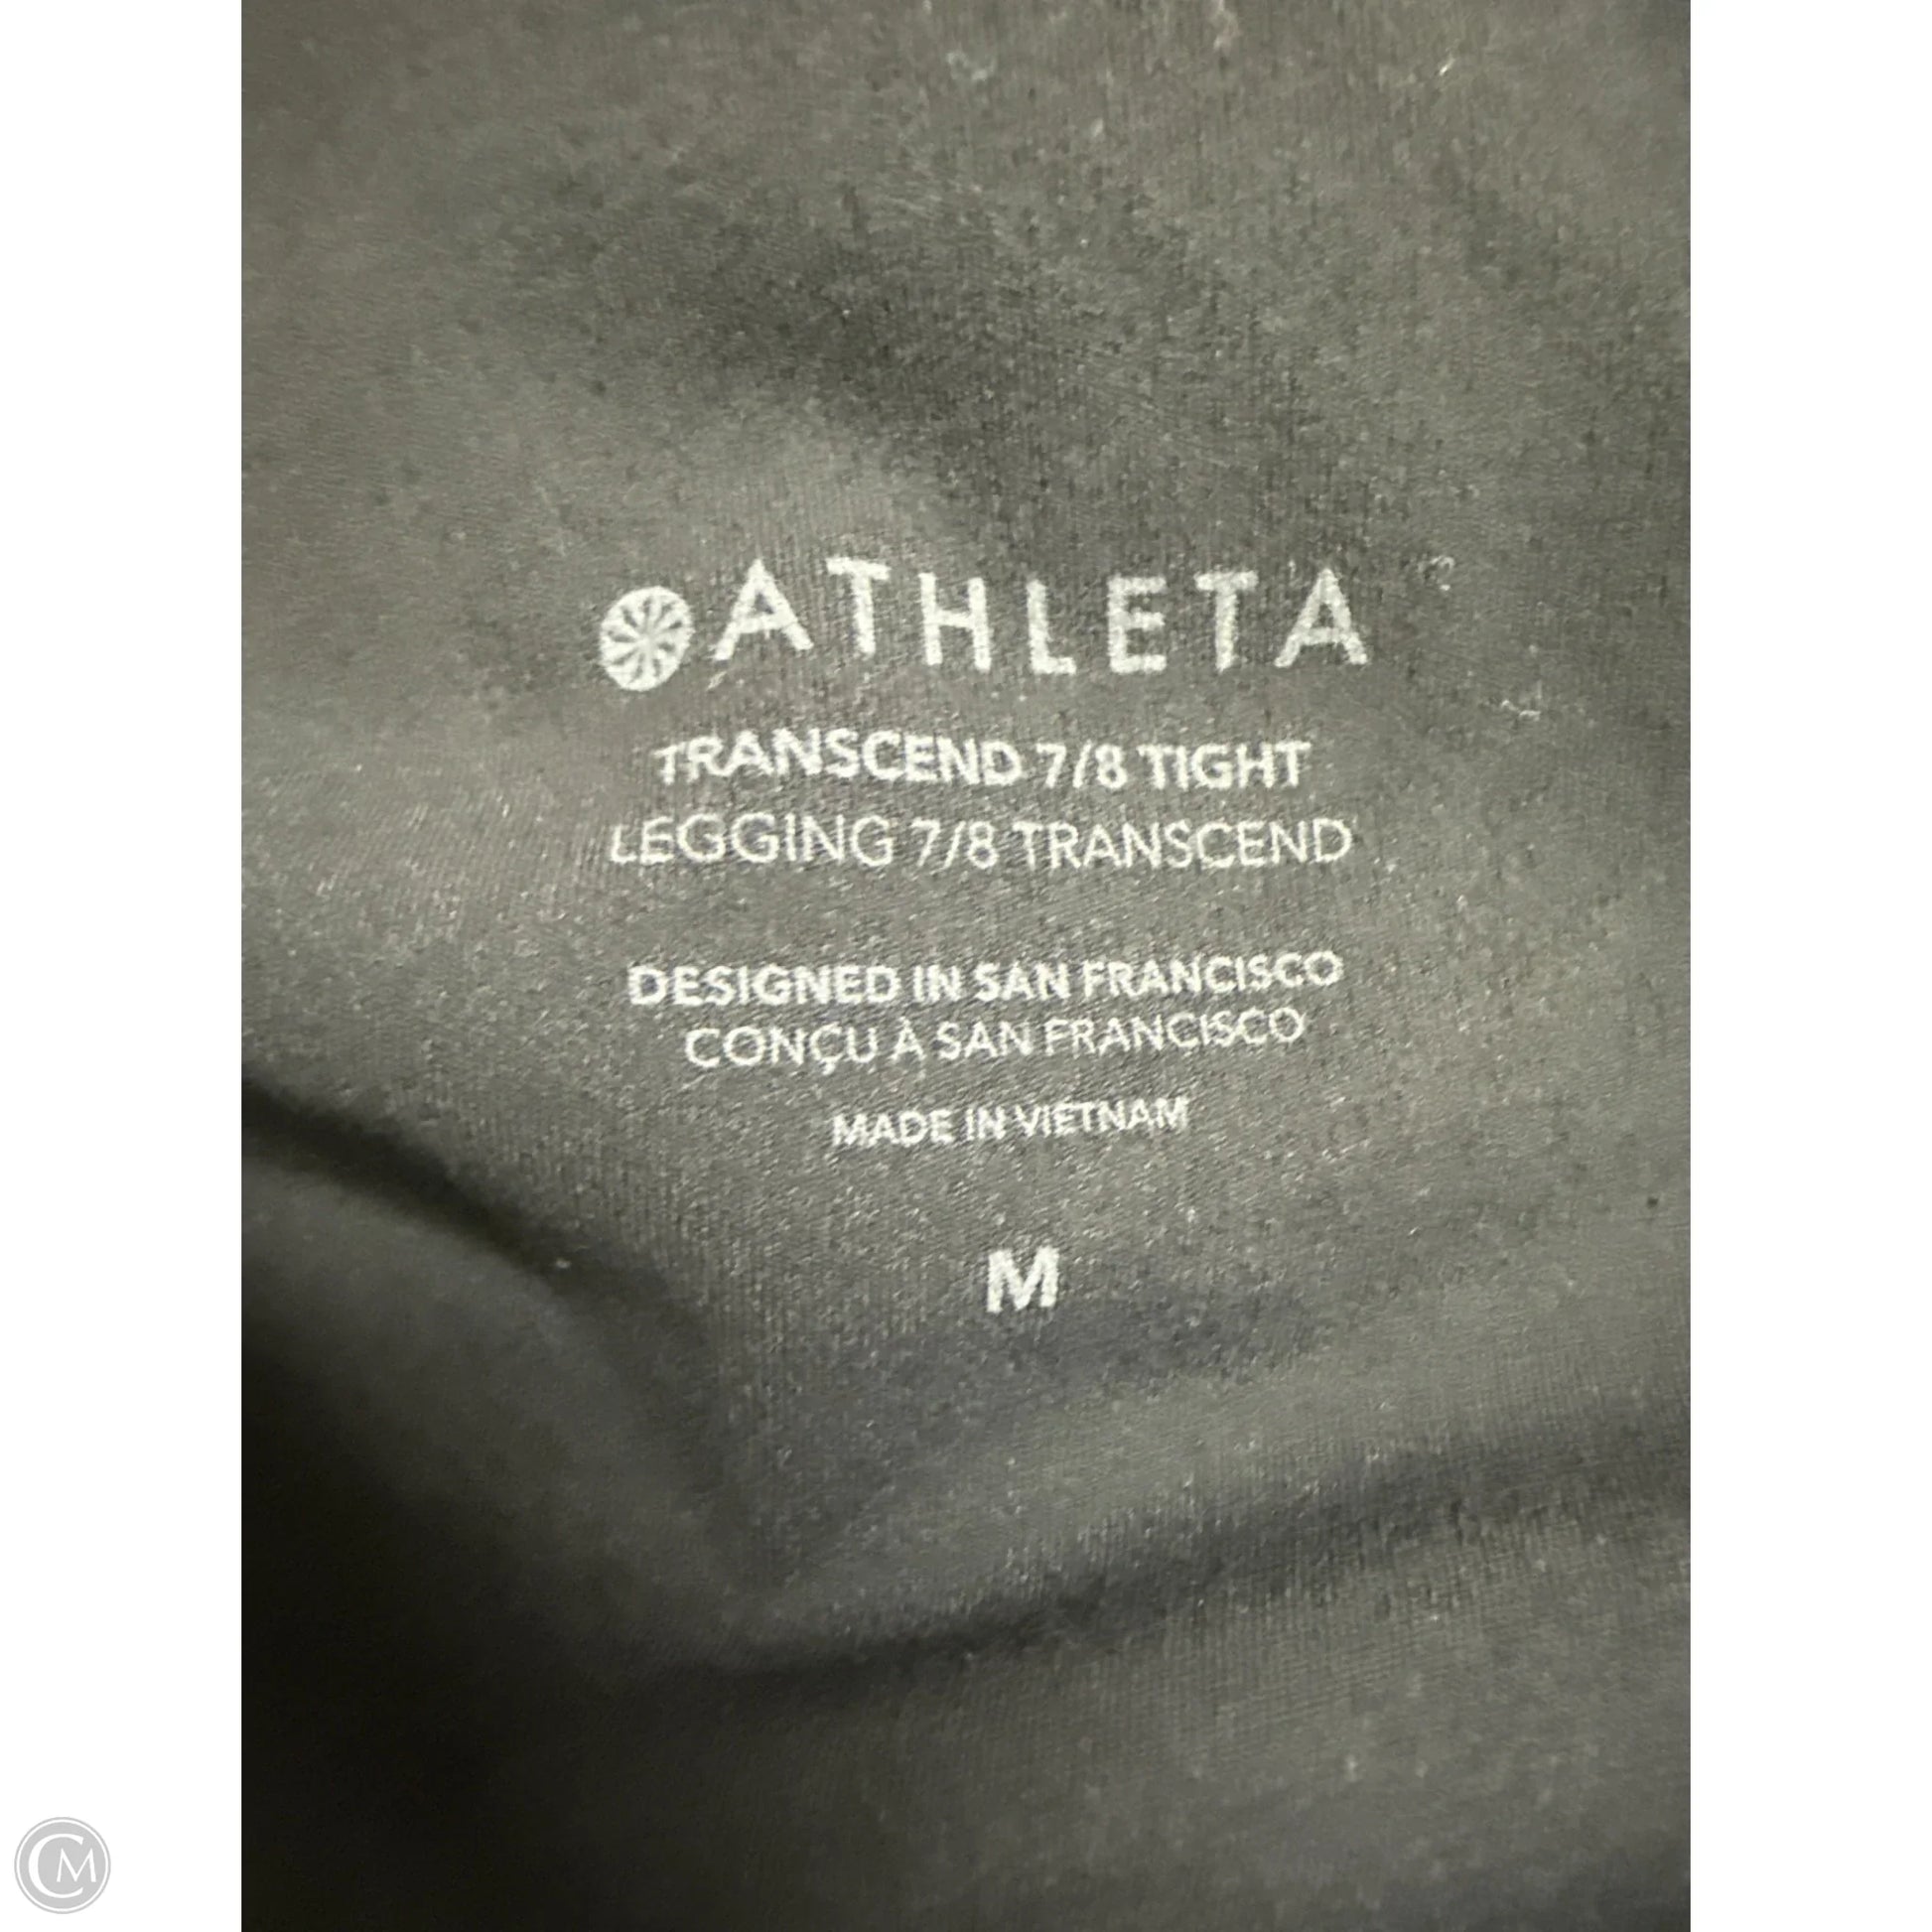 ATHLETA
TRANSCEND 7/8 TIGHT
LEGGING 7/8 TRANSCEND
DESIGNED IN SAN FRANCISCO
CONÇU À SAN FRANCISCO
MADE IN VIETNAM
M
CM